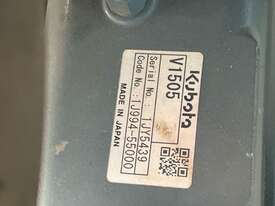 Kubota
V1505
Serial No. : 1JY5439
Code No. : 1J994-55000
MADE IN JAPAN